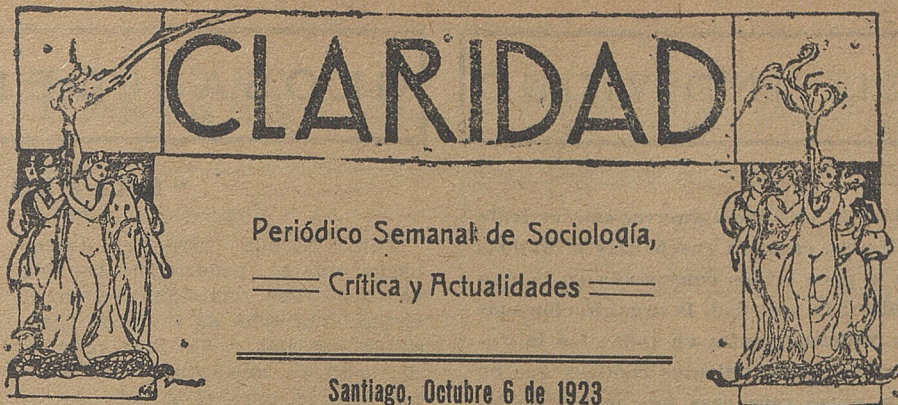 CLARIDAD
Periódico Semanal de Sociología,
Crítica y Actualidades
Santiago, Octubre 6 de 1923